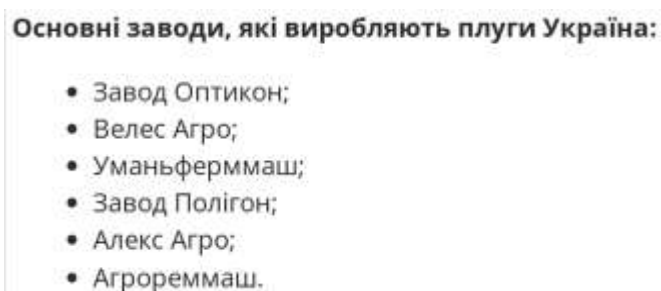 Основні заводи, які виробляють плуги Україна:
• Завод Оптикон;
• Велес Агро;
• Уманьферммаш;
• Завод Полігон;
• Алекс Агро;
• Агрореммаш.